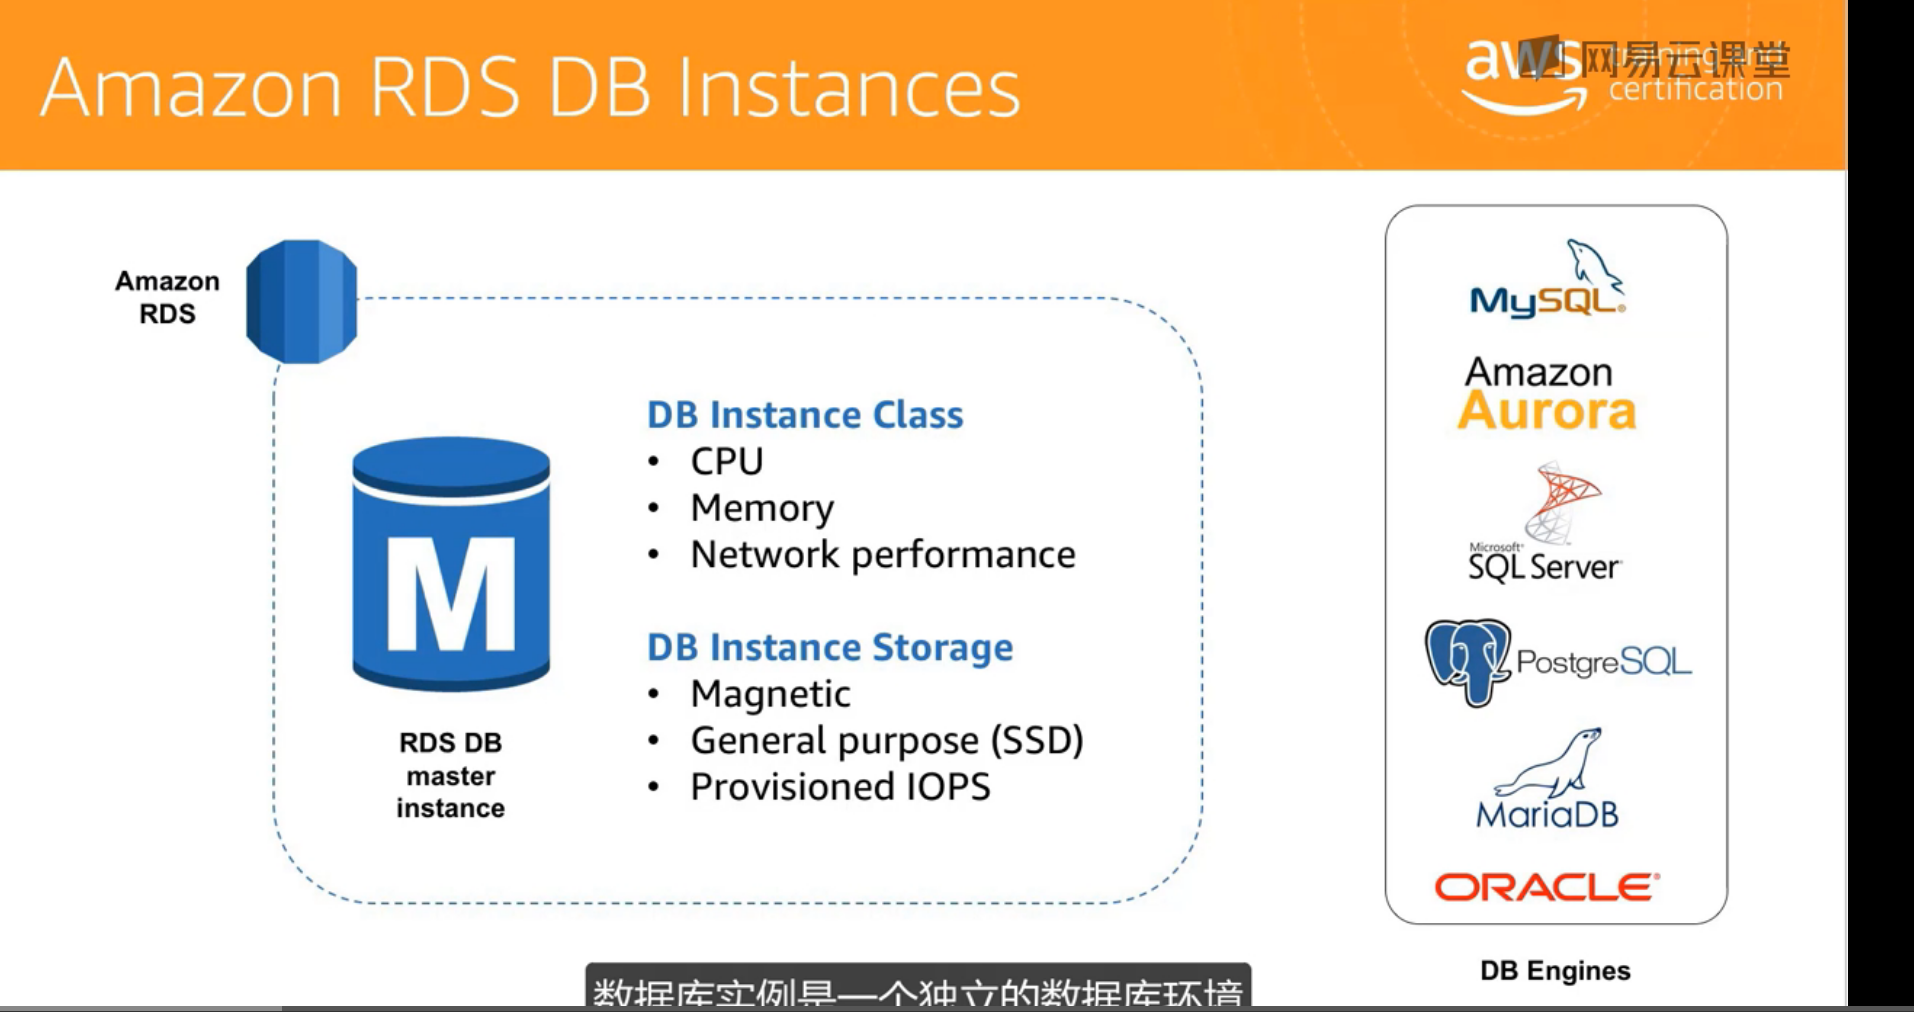 Amazon RDS DB Instances
aws training and
certification
网易云课堂
Amazon
RDS
M
RDS DB
master
instance
DB Instance Class
• CPU
• Memory
• Network performance
DB Instance Storage
• Magnetic
• General purpose (SSD)
• Provisioned IOPS
MySQL®
Amazon
Aurora
Microsoft®
SQL Server
PostgreSQL
MariaDB
ORACLE®
DB Engines
数据库实例是一个独立的数据库环境